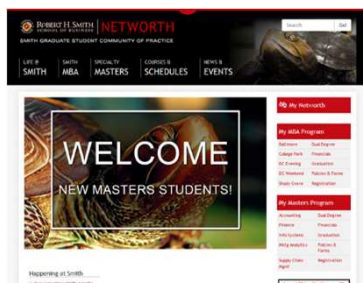 ROBERT H. SMITH
SCHOOL OF BUSINESS
NETWORTH
Search
Go!
SMITH GRADUATE STUDENT COMMUNITY OF PRACTICE
LIFE @
SMITH
SMITH
MBA
SPECIALTY
MASTERS
COURSES &
SCHEDULES
NEWS &
EVENTS
WELCOME
NEW MASTERS STUDENTS!
Happening at Smith
My Networth
My MBA Program
Baltimore Dual Degree
College Park Financials
DC Evening Graduation
DC Weekend Policies & Forms
Shady Grove Registration
My Masters Program
Accounting Dual Degree
Finance Financials
Info Systems Graduation
Mktg Analytics Policies &
Forms
Supply Chain
Mgmt
Registration